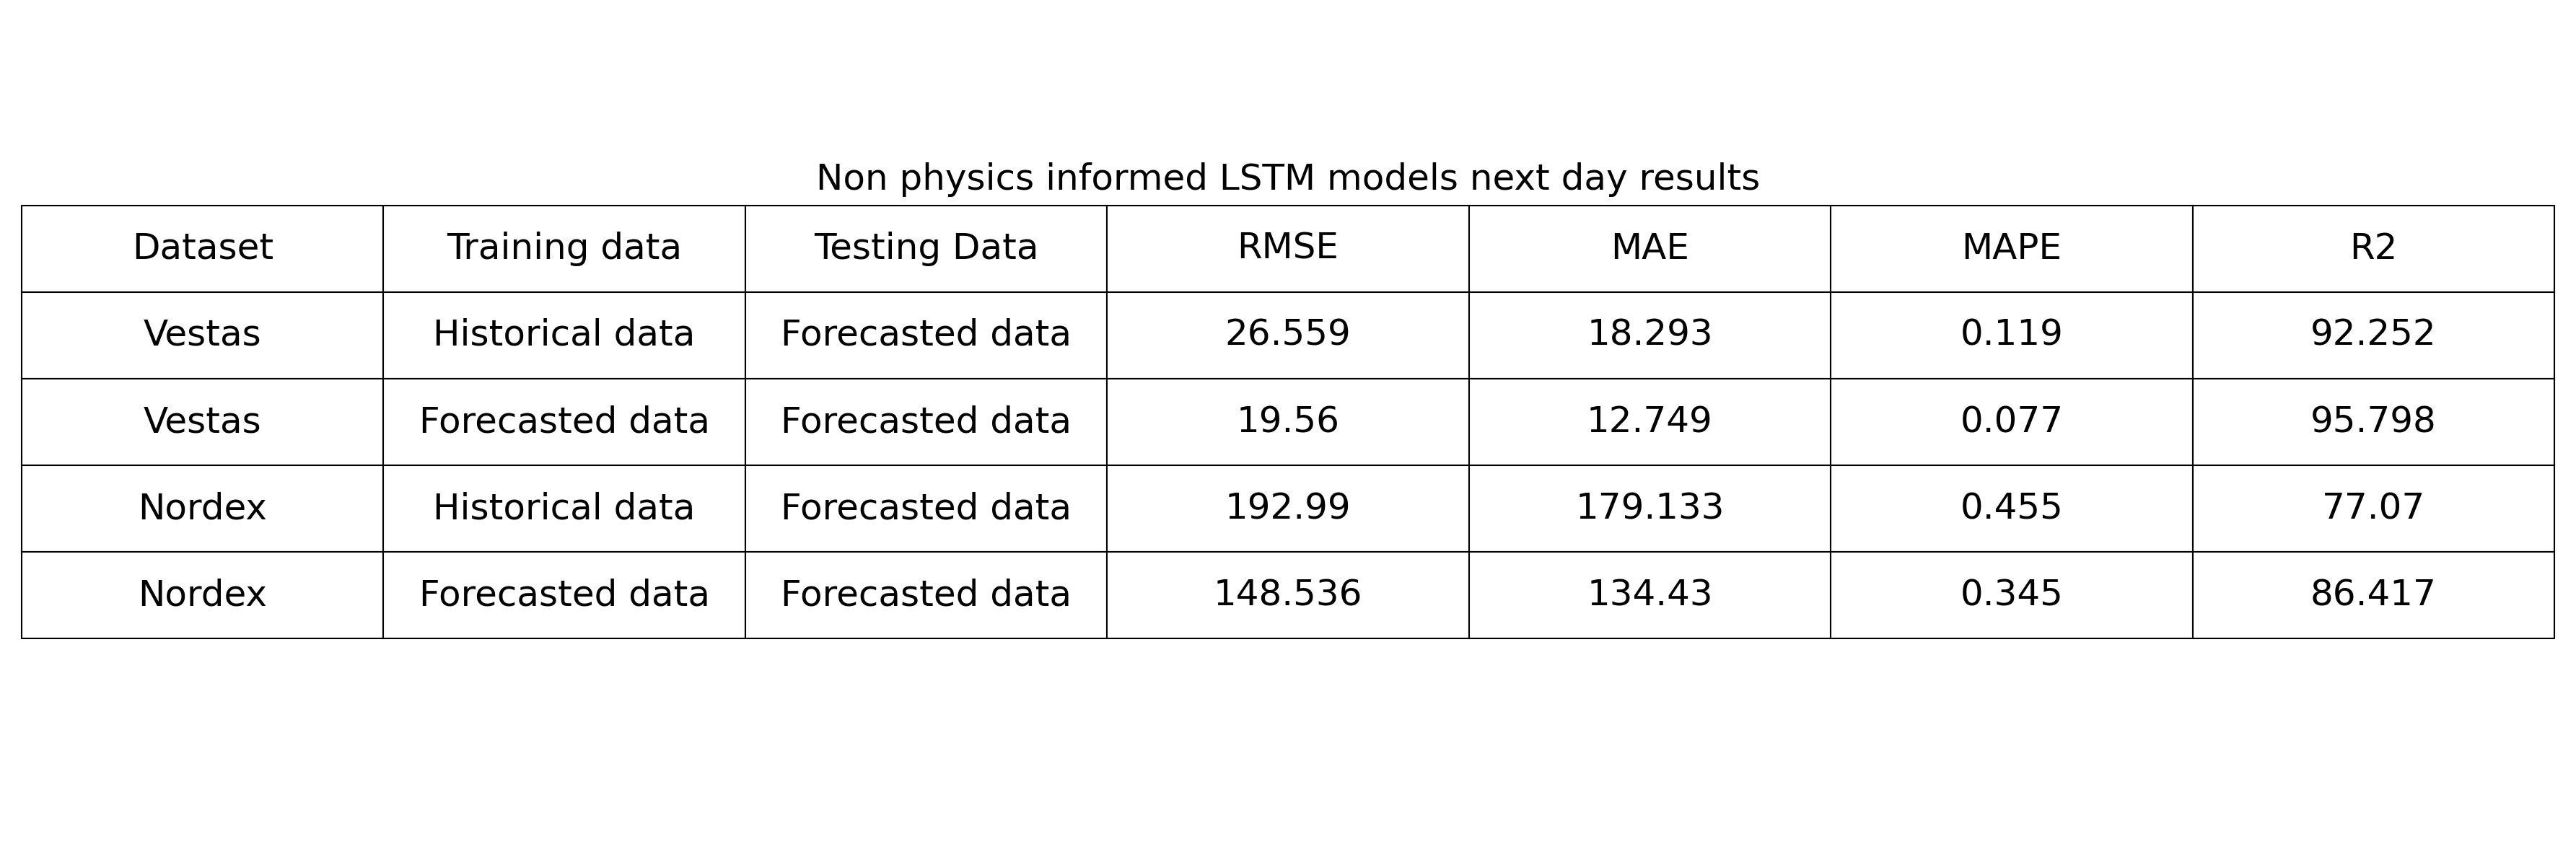 Non physics informed LSTM models next day results
Dataset Training data Testing Data RMSE MAE MAPE R2
Vestas Historical data Forecasted data 26.559 18.293 0.119 92.252
Vestas Forecasted data Forecasted data 19.56 12.749 0.077 95.798
Nordex Historical data Forecasted data 192.99 179.133 0.455 77.07
Nordex Forecasted data Forecasted data 148.536 134.43 0.345 86.417